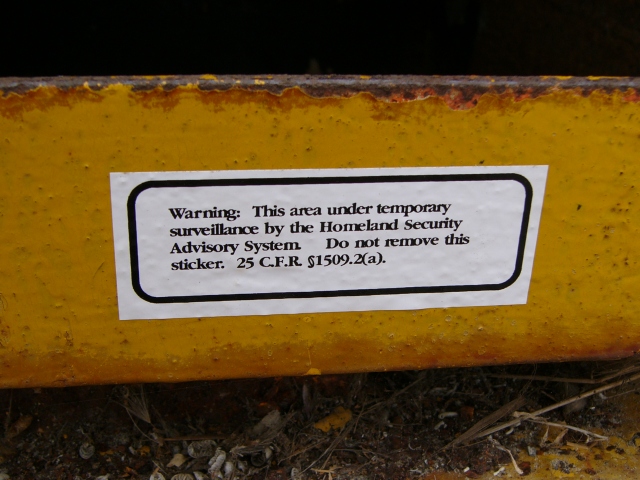 Warning: This area under temporary
surveillance by the Homeland Security
Advisory System. Do not remove this
sticker. 25 C.F.R. §1509.2(a).